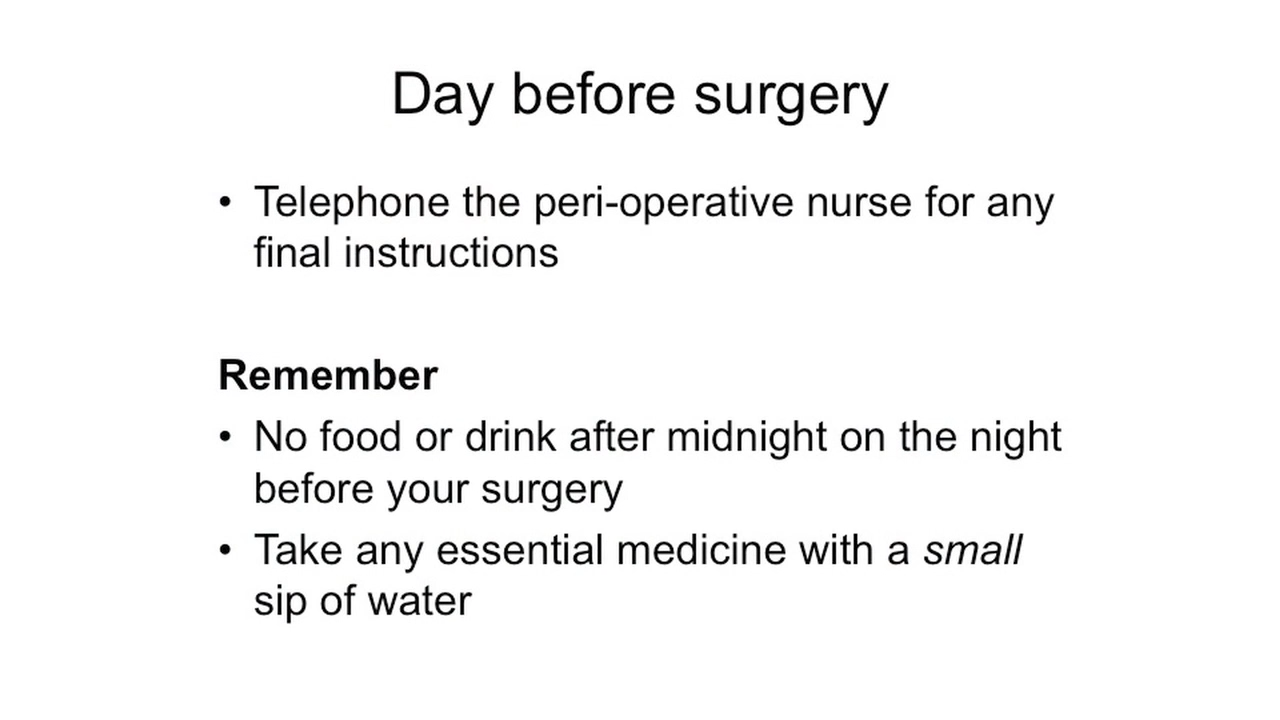 Day before surgery
• Telephone the peri-operative nurse for any
final instructions
Remember
• No food or drink after midnight on the night
before your surgery
• Take any essential medicine with a small
sip of water